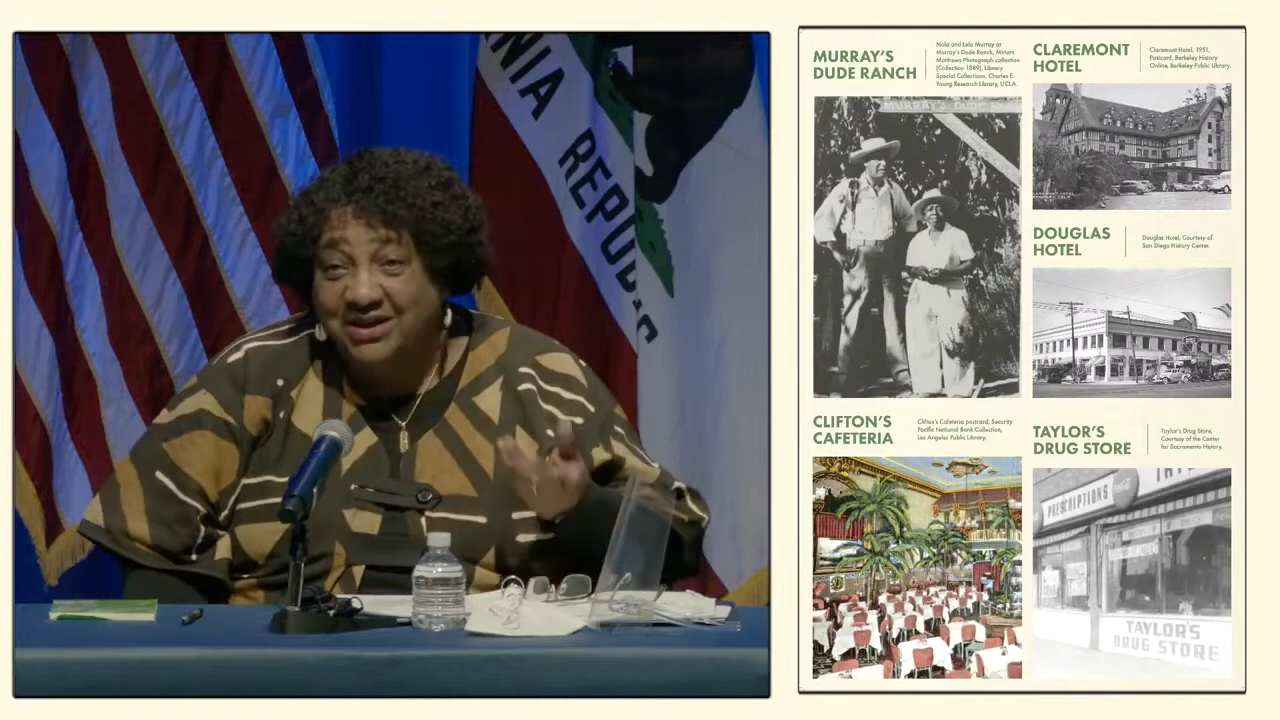 NIA REPUBLIC
MURRAY'S
DUDE RANCH
Nola and Lela Murray at
Murray's Dude Ranch, Miriam
Matthews Photograph collection
(Collection 1889), Library
Special Collections, Charles E.
Young Research Library, UCLA.
MURRAY'S DUDE
CLAREMONT
HOTEL
Claremont Hotel, 1951,
Postcard, Berkeley History
Online, Berkeley Public Library.
DOUGLAS
HOTEL
Douglas Hotel, Courtesy of
San Diego History Center.
CLIFTON'S
CAFETERIA
Clifton's Cafeteria postcard, Security
Pacific National Bank Collection,
Los Angeles Public Library.
TAYLOR'S
DRUG STORE
Taylor's Drug Store,
Courtesy of the Center
for Sacramento History.
PRESCRIPTIONS
TAYLOR'S
DRUG STORE